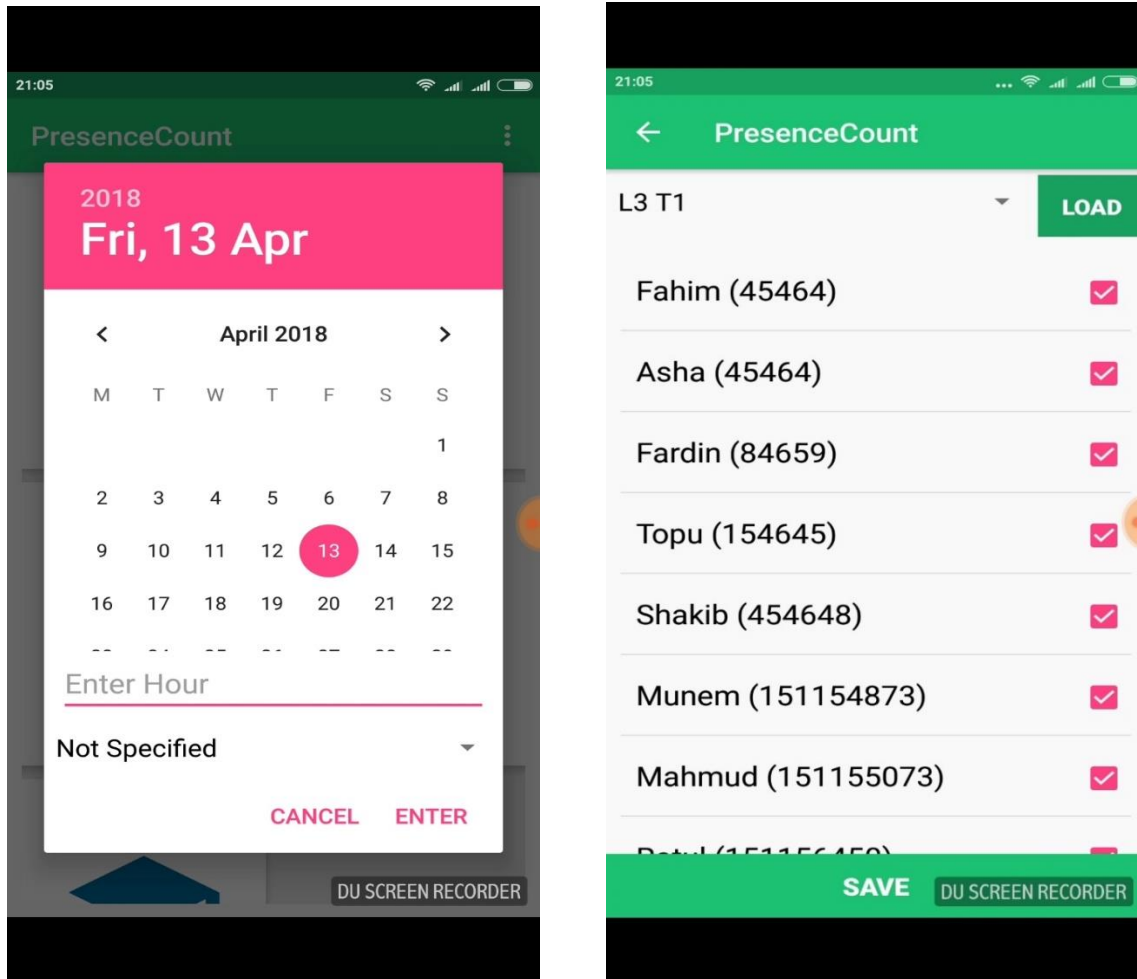 21:05
PresenceCount
2018
Fri, 13 Apr
April 2018
M T W T F S S
1
2 3 4 5 6 7 8
9 10 11 12 13 14 15
16 17 18 19 20 21 22
Enter Hour
Not Specified
CANCEL ENTER
DU SCREEN RECORDER
21:05
PresenceCount
L3 T1 LOAD
Fahim (45464)
Asha (45464)
Fardin (84659)
Topu (154645)
Shakib (454648)
Munem (151154873)
Mahmud (151155073)
SAVE DU SCREEN RECORDER